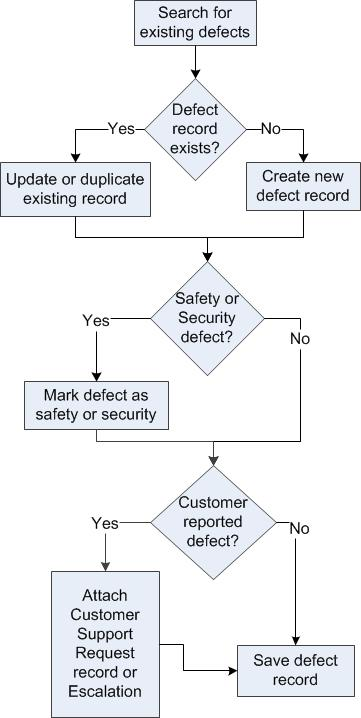 Search for
existing defects
Defect
record
exists?
Yes
No
Update or duplicate
existing record
Create new
defect record
Safety or
Security
defect?
Yes
No
Mark defect as
safety or security
Customer
reported
defect?
Yes
No
Attach
Customer
Support
Request
record or
Escalation
Save defect
record